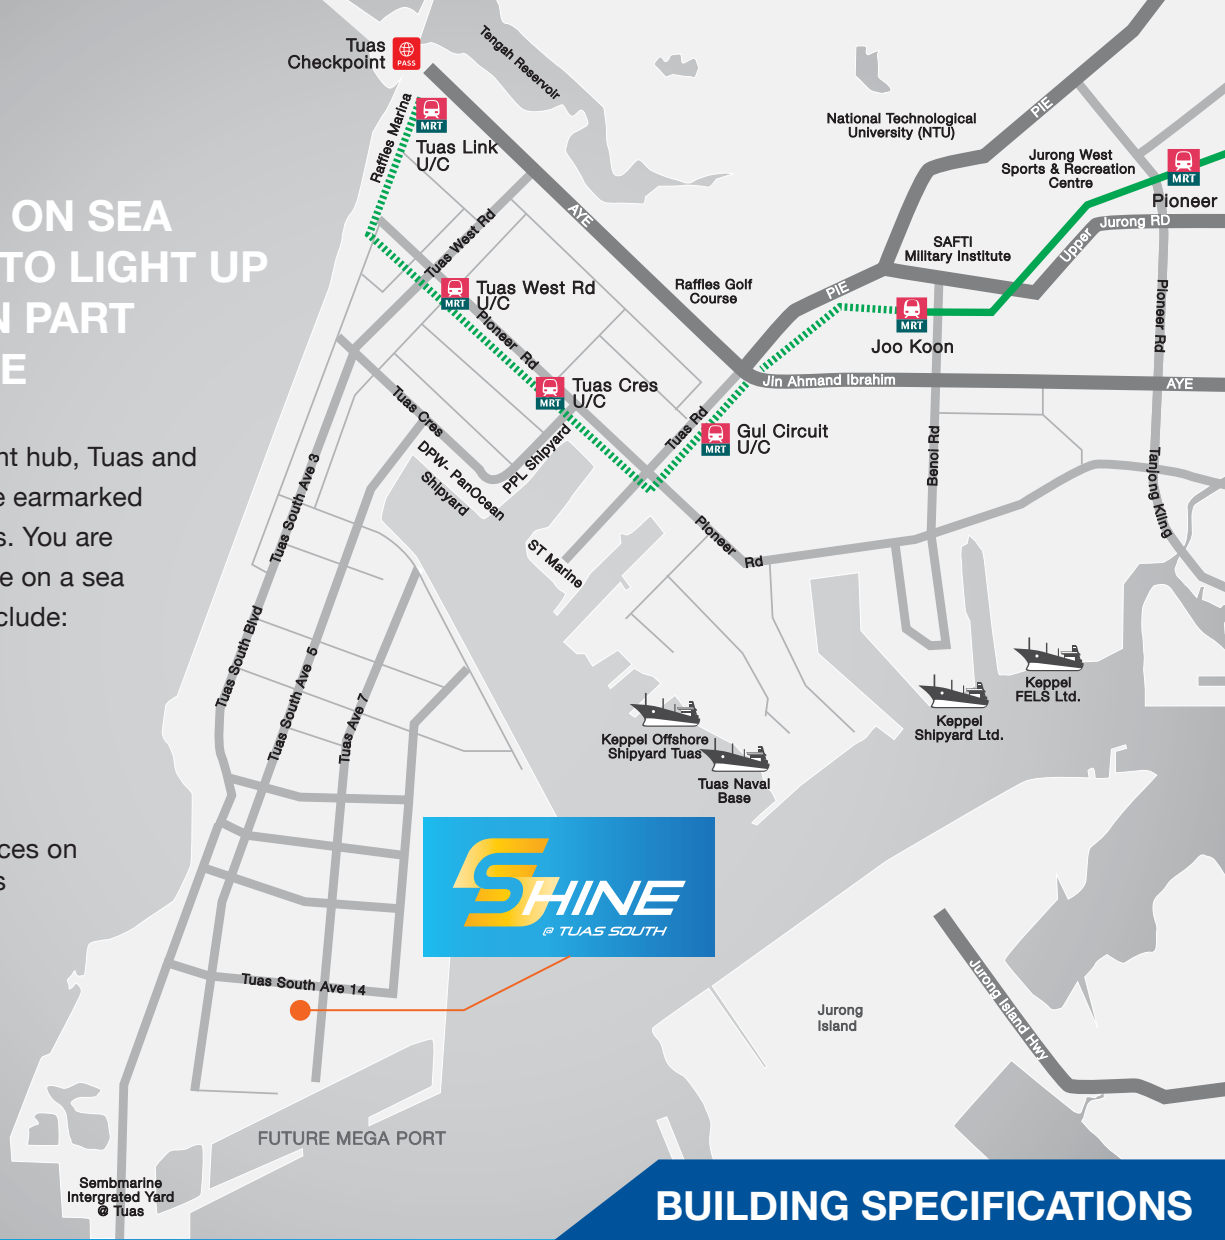 Tuas
Checkpoint
PASS
Tengah Reservoir
MRT
Tuas Link
U/C
Raffles Marina
National Technological
University (NTU)
PIE
Jurong West
Sports & Recreation
Centre
MRT
Pioneer
ON SEA
TO LIGHT UP
N PART
E
AYE
Tuas West Rd
SAFTI
Military Institute
Upper
Jurong RD
Raffles Golf
Course
MRT
Tuas West Rd
U/C
PIE
MRT
Joo Koon
Pioneer Rd
Pioneer Rd
MRT
Tuas Cres
U/C
Jin Ahmand Ibrahim
AYE
Tuas Cres
Tuas Rd
MRT
Gul Circuit
U/C
nt hub, Tuas and
e earmarked
s. You are
e on a sea
clude:
PPL Shipyard
DPW- PanOcean
Shipyard
Benol Rd
Tanjong Kling
Tuas South Ave 3
Pioneer
Rd
ST Marine
Tuas South Blvd
Tuas South Ave 5
Tuas Ave 7
Keppel
FELS Ltd.
Keppel
Shipyard Ltd.
Keppel Offshore
Shipyard Tuas
Tuas Naval
Base
ces on
s
SHINE
@ TUAS SOUTH
Tuas South Ave 14
Jurong
Island
Jurong Island Hwy
FUTURE MEGA PORT
Sembmarine
Intergrated Yard
@ Tuas
BUILDING SPECIFICATIONS